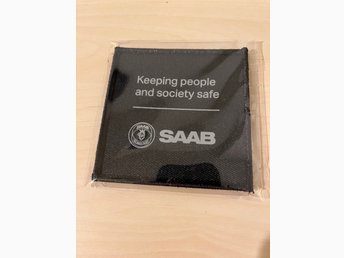 Keeping people
and society safe
SAAB